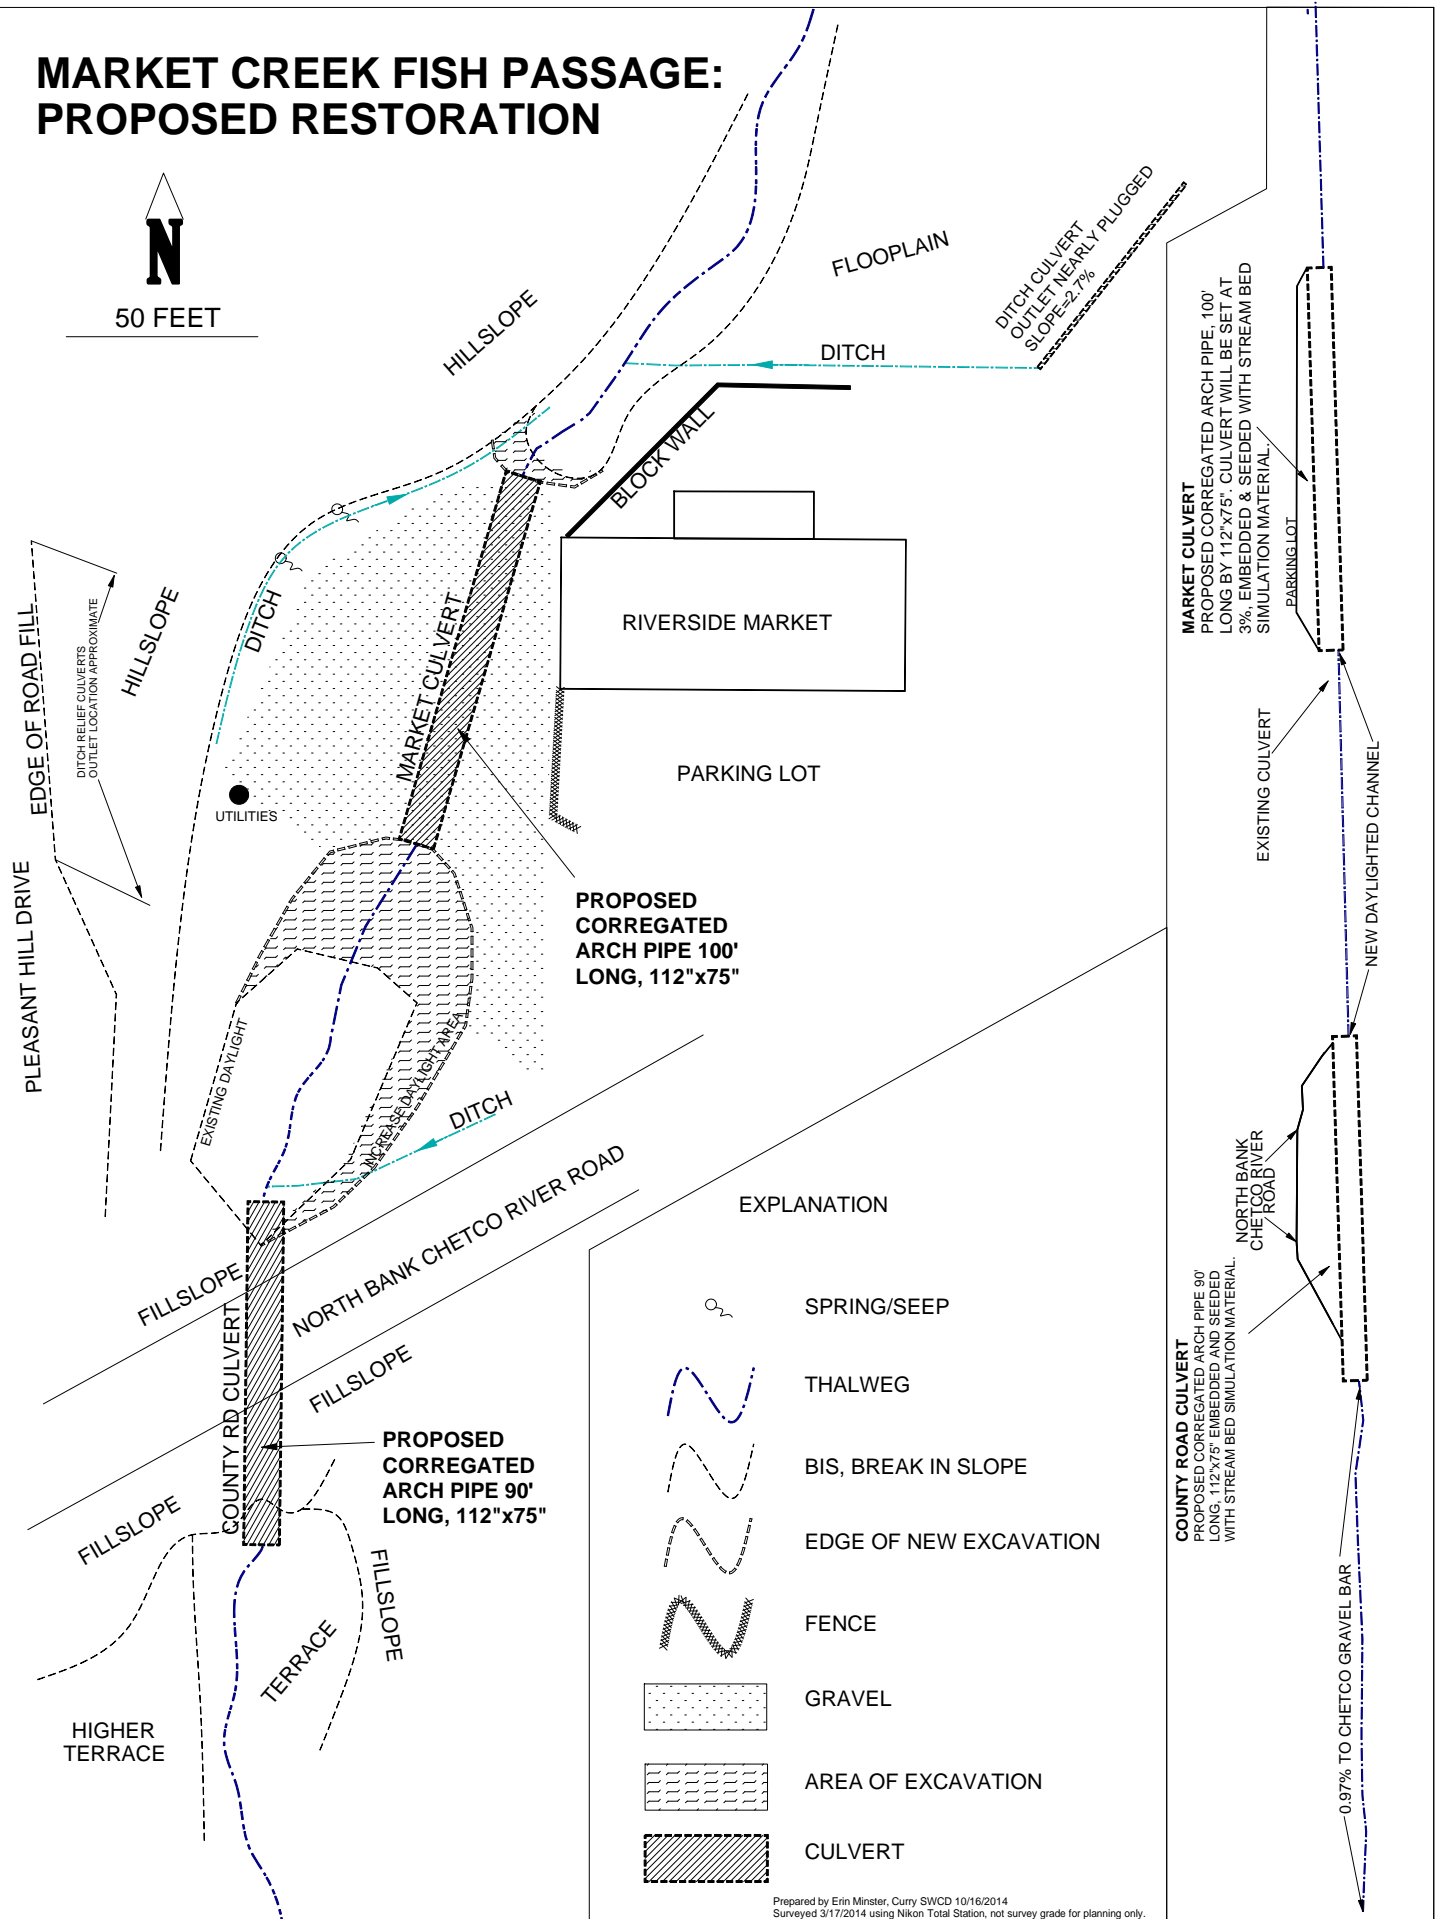 MARKET CREEK FISH PASSAGE:
PROPOSED RESTORATION
N
50 FEET
HILLSLOPE
FLOOPLAIN
DITCH CULVERT
OUTLET NEARLY PLUGGED
SLOPE=2.7%
DITCH
BLOCK WALL
RIVERSIDE MARKET
PARKING LOT
HILLSLOPE
DITCH
MARKET CULVERT
EDGE OF ROAD FILL
DITCH RELIEF CULVERTS
OUTLET LOCATION APPROXIMATE
UTILITIES
PLEASANT HILL DRIVE
PROPOSED
CORREGATED
ARCH PIPE 100'
LONG, 112"x75"
EXISTING DAYLIGHT
INCREASE DAYLIGHT AREA
DITCH
FILLSLOPE
NORTH BANK CHETCO RIVER ROAD
COUNTY RD CULVERT
FILLSLOPE
PROPOSED
CORREGATED
ARCH PIPE 90'
LONG, 112"x75"
FILLSLOPE
FILLSLOPE
TERRACE
HIGHER
TERRACE
EXPLANATION
SPRING/SEEP
THALWEG
BIS, BREAK IN SLOPE
EDGE OF NEW EXCAVATION
FENCE
GRAVEL
AREA OF EXCAVATION
CULVERT
Prepared by Erin Minster, Curry SWCD 10/16/2014
Surveyed 3/17/2014 using Nikon Total Station, not survey grade for planning only.
MARKET CULVERT
PROPOSED CORREGATED ARCH PIPE, 100'
LONG BY 112"x75". CULVERT WILL BE SET AT
3%, EMBEDDED & SEEDED WITH STREAM BED
SIMULATION MATERIAL.
PARKING LOT
EXISTING CULVERT
NEW DAYLIGHTED CHANNEL
NORTH BANK
CHETCO RIVER
ROAD
COUNTY ROAD CULVERT
PROPOSED CORREGATED ARCH PIPE 90'
LONG, 112"x75" EMBEDDED AND SEEDED
WITH STREAM BED SIMULATION MATERIAL.
0.97% TO CHETCO GRAVEL BAR